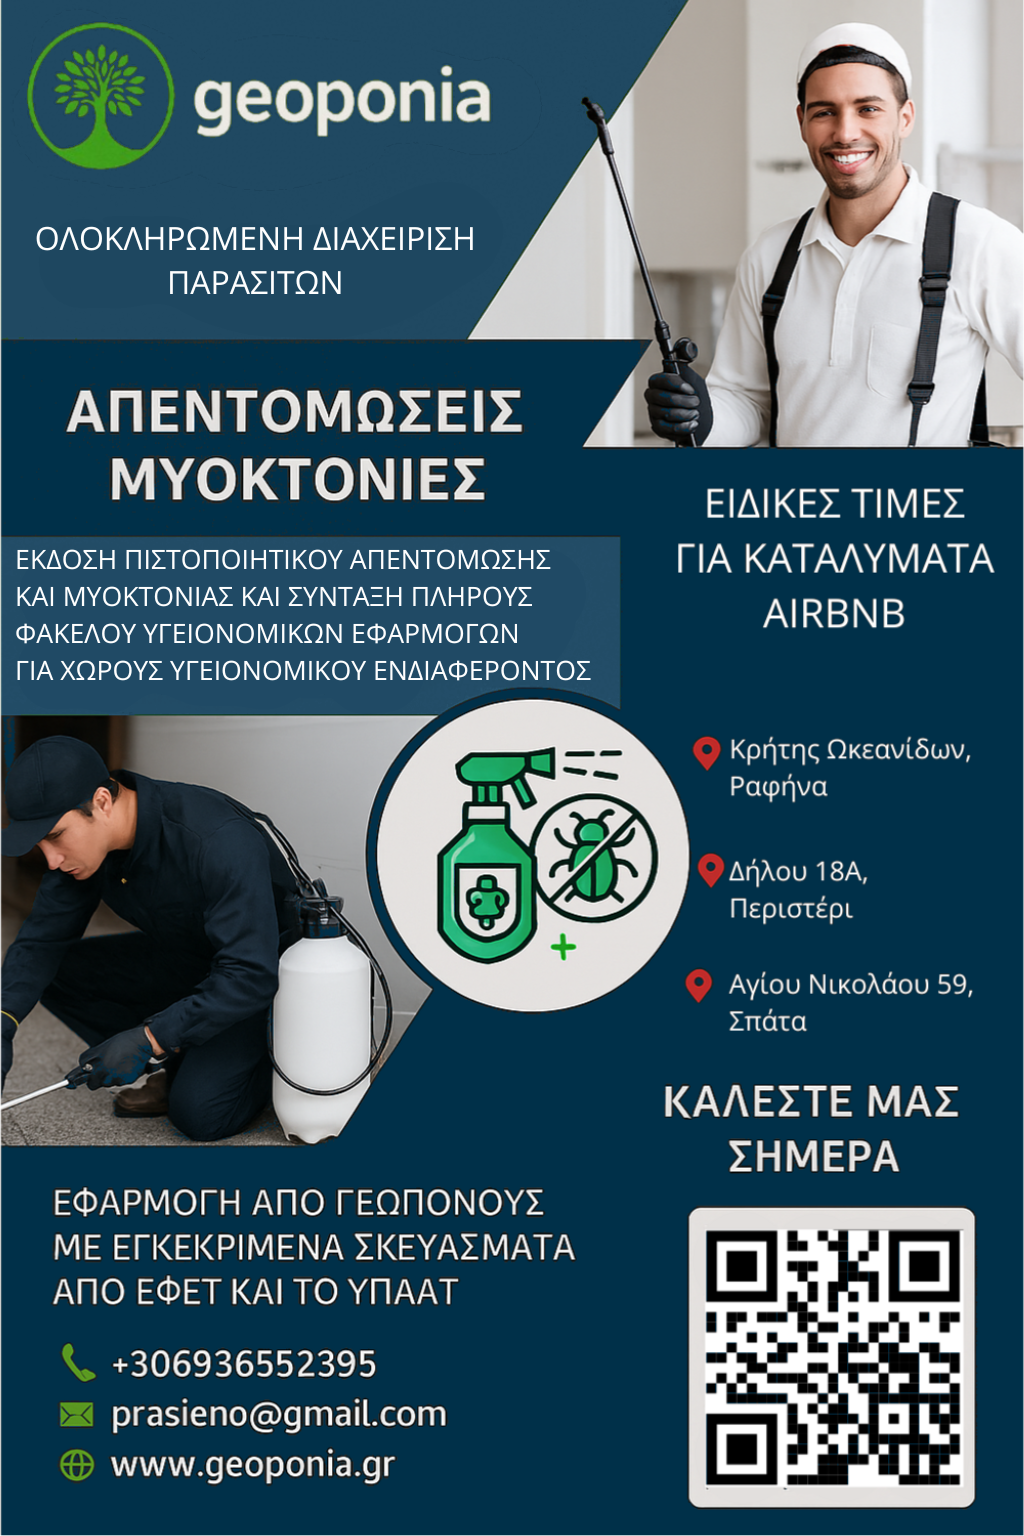 geoponia
ΟΛΟΚΛΗΡΩΜΕΝΗ ΔΙΑΧΕΙΡΙΣΗ
ΠΑΡΑΣΙΤΩΝ
ΑΠΕΝΤΟΜΩΣΕΙΣ
ΜΥΟΚΤΟΝΙΕΣ
ΕΚΔΟΣΗ ΠΙΣΤΟΠΟΙΗΤΙΚΟΥ ΑΠΕΝΤΟΜΩΣΗΣ
ΚΑΙ ΜΥΟΚΤΟΝΙΑΣ ΚΑΙ ΣΥΝΤΑΞΗ ΠΛΗΡΟΥΣ
ΦΑΚΕΛΟΥ ΥΓΕΙΟΝΟΜΙΚΩΝ ΕΦΑΡΜΟΓΩΝ
ΓΙΑ ΧΩΡΟΥΣ ΥΓΕΙΟΝΟΜΙΚΟΥ ΕΝΔΙΑΦΕΡΟΝΤΟΣ
ΕΙΔΙΚΕΣ ΤΙΜΕΣ
ΓΙΑ ΚΑΤΑΛΥΜΑΤΑ
AIRBNB
Κρήτης Ωκεανίδων,
Ραφήνα
Δήλου 18Α,
Περιστέρι
Αγίου Νικολάου 59,
Σπάτα
ΚΑΛΕΣΤΕ ΜΑΣ
ΣΗΜΕΡΑ
ΕΦΑΡΜΟΓΗ ΑΠΟ ΓΕΩΠΟΝΟΥΣ
ΜΕ ΕΓΚΕΚΡΙΜΕΝΑ ΣΚΕΥΑΣΜΑΤΑ
ΑΠΟ ΕΦΕΤ ΚΑΙ ΤΟ ΥΠΑΑΤ
+306936552395
prasieno@gmail.com
www.geoponia.gr